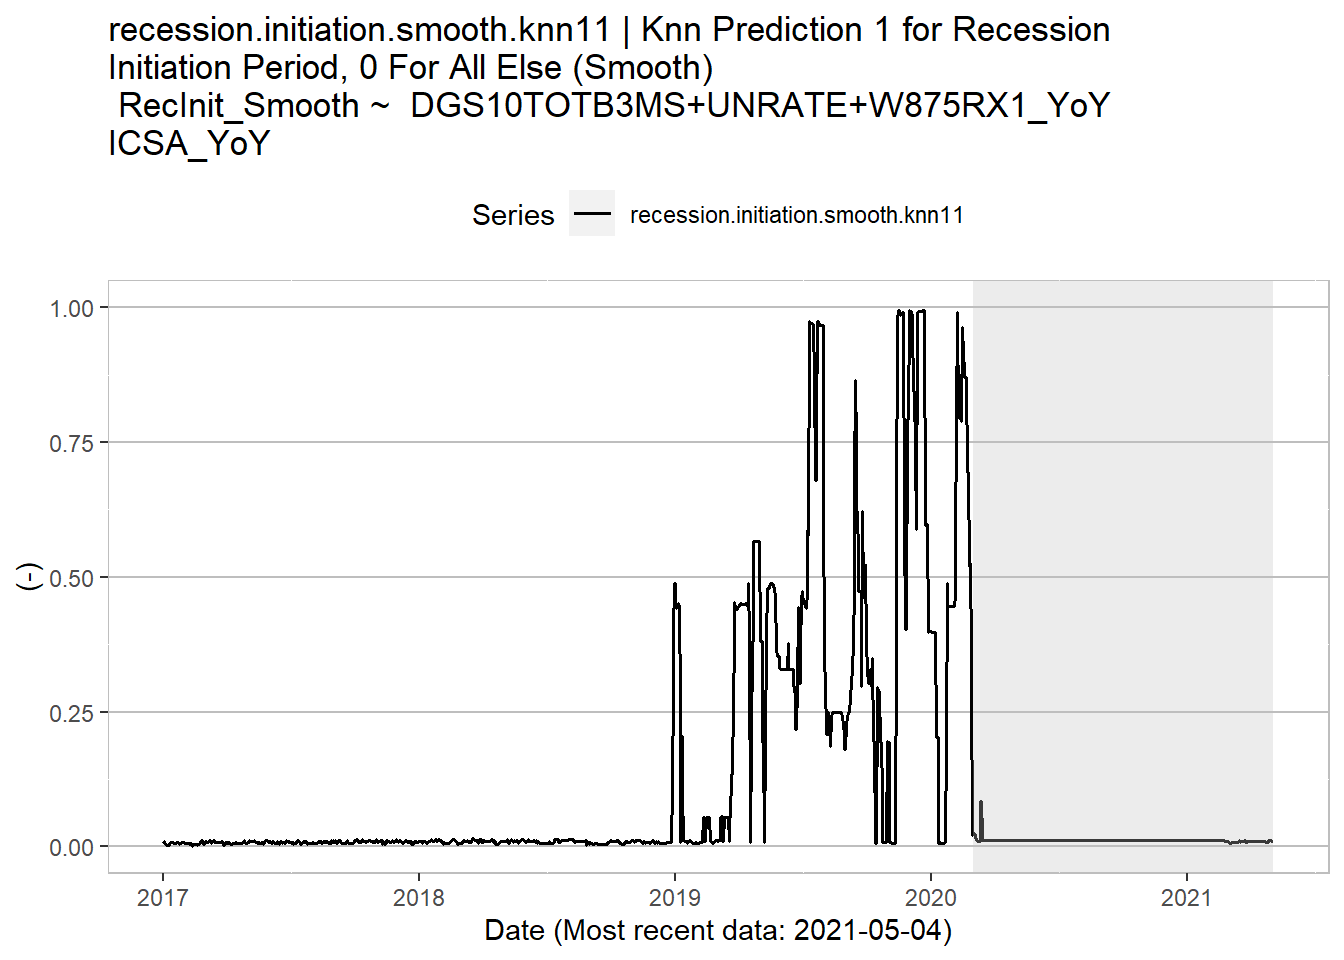 recession.initiation.smooth.knn11 | Knn Prediction 1 for Recession
Initiation Period, 0 For All Else (Smooth)
RecInit_Smooth ~ DGS10TOTB3MS+UNRATE+W875RX1_YoY
ICSA_YoY
Series recession.initiation.smooth.knn11
(-)
1.00
0.75
0.50
0.25
0.00
2017 2018 2019 2020 2021
Date (Most recent data: 2021-05-04)